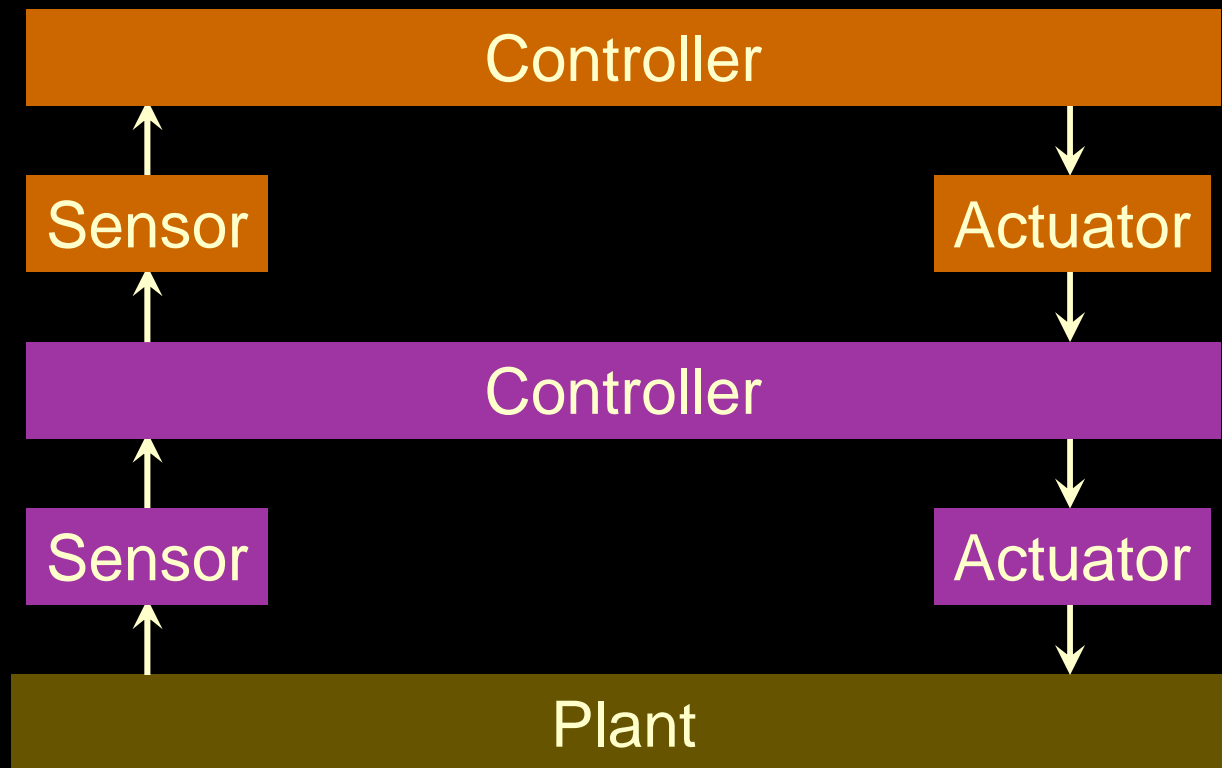 Controller
Sensor
Actuator
Controller
Sensor
Actuator
Plant